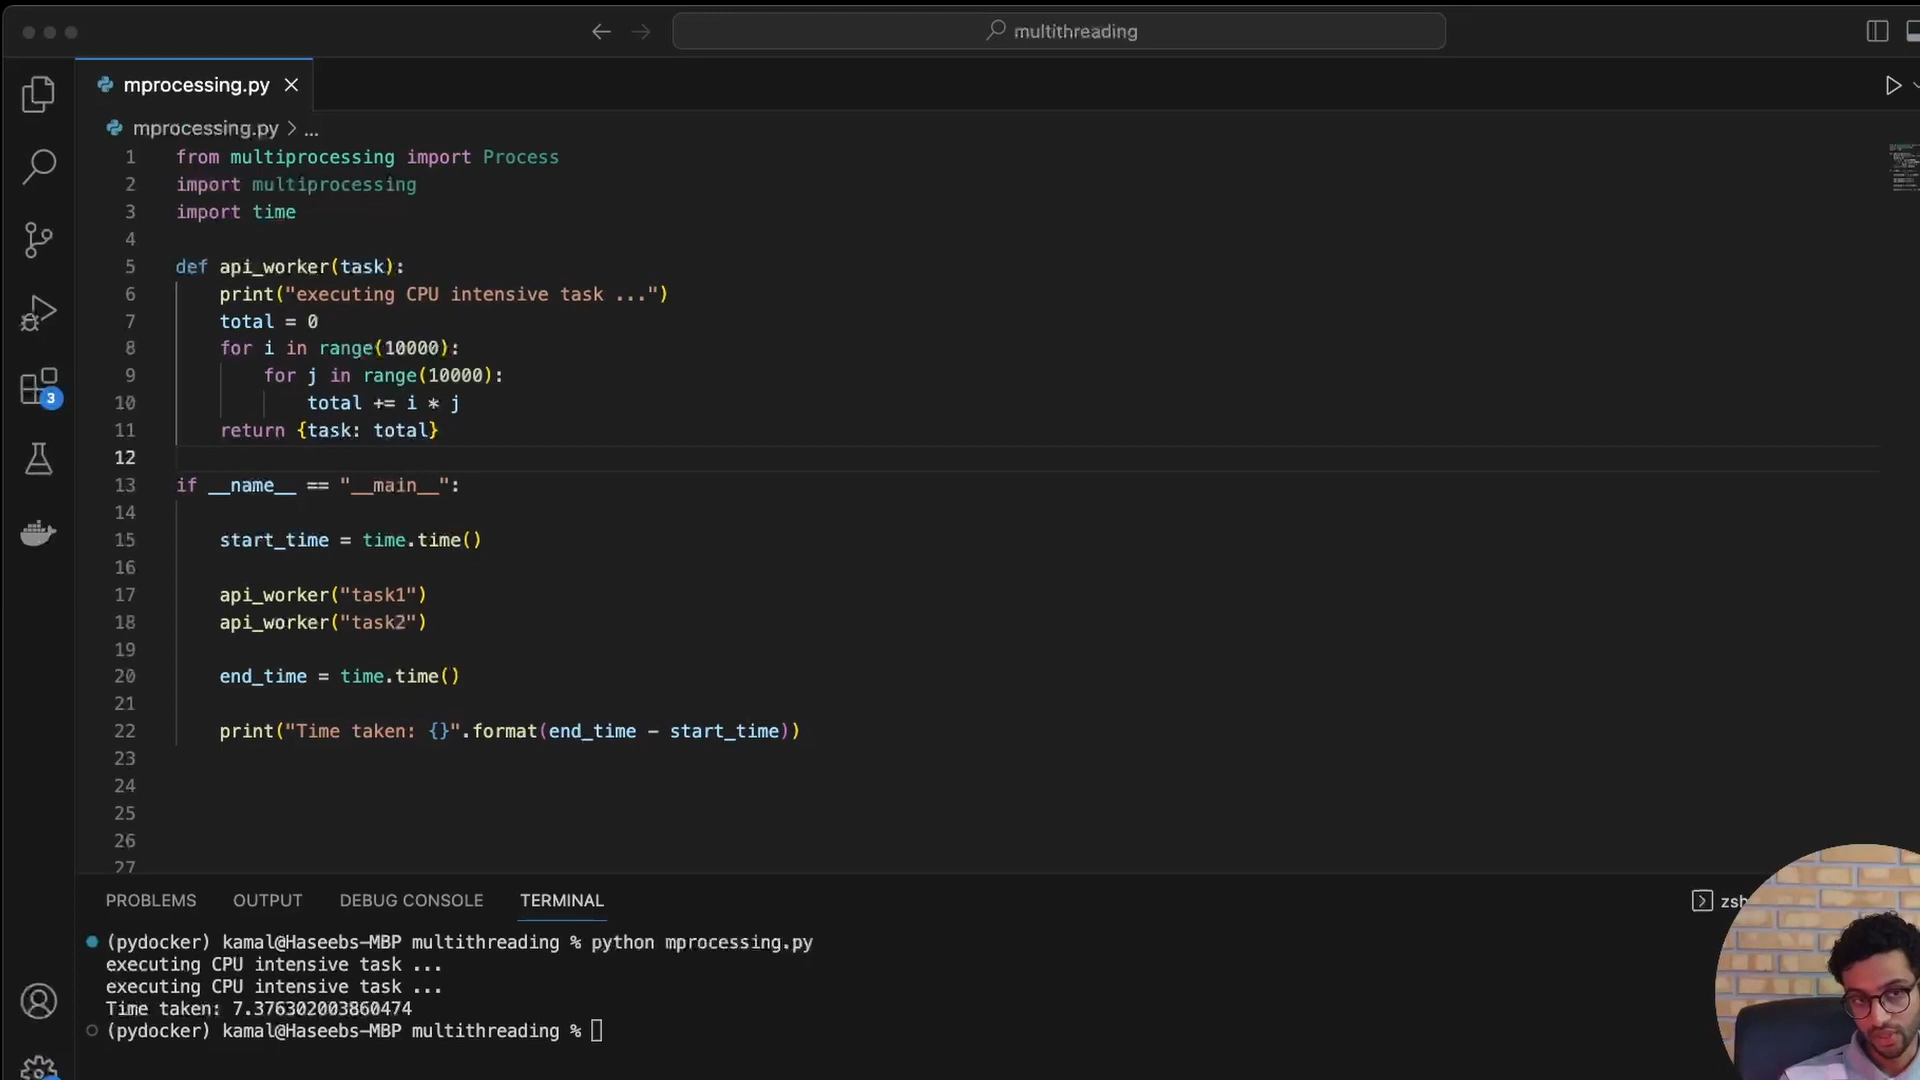 multithreading
mprocessing.py
mprocessing.py > ...
1 from multiprocessing import Process
2 import multiprocessing
3 import time
4
5 def api_worker(task):
6 print("executing CPU intensive task ...")
7 total = 0
8 for i in range(10000):
9 for j in range(10000):
10 total += i * j
11 return {task: total}
12
13 if __name__ == "__main__":
14
15 start_time = time.time()
16
17 api_worker("task1")
18 api_worker("task2")
19
20 end_time = time.time()
21
22 print("Time taken: {}".format(end_time - start_time))
23
24
25
26
27
3
PROBLEMS OUTPUT DEBUG CONSOLE TERMINAL
zsh
(pydocker) kamal@Haseebs-MBP multithreading % python mprocessing.py
executing CPU intensive task ...
executing CPU intensive task ...
Time taken: 7.376302003860474
(pydocker) kamal@Haseebs-MBP multithreading %